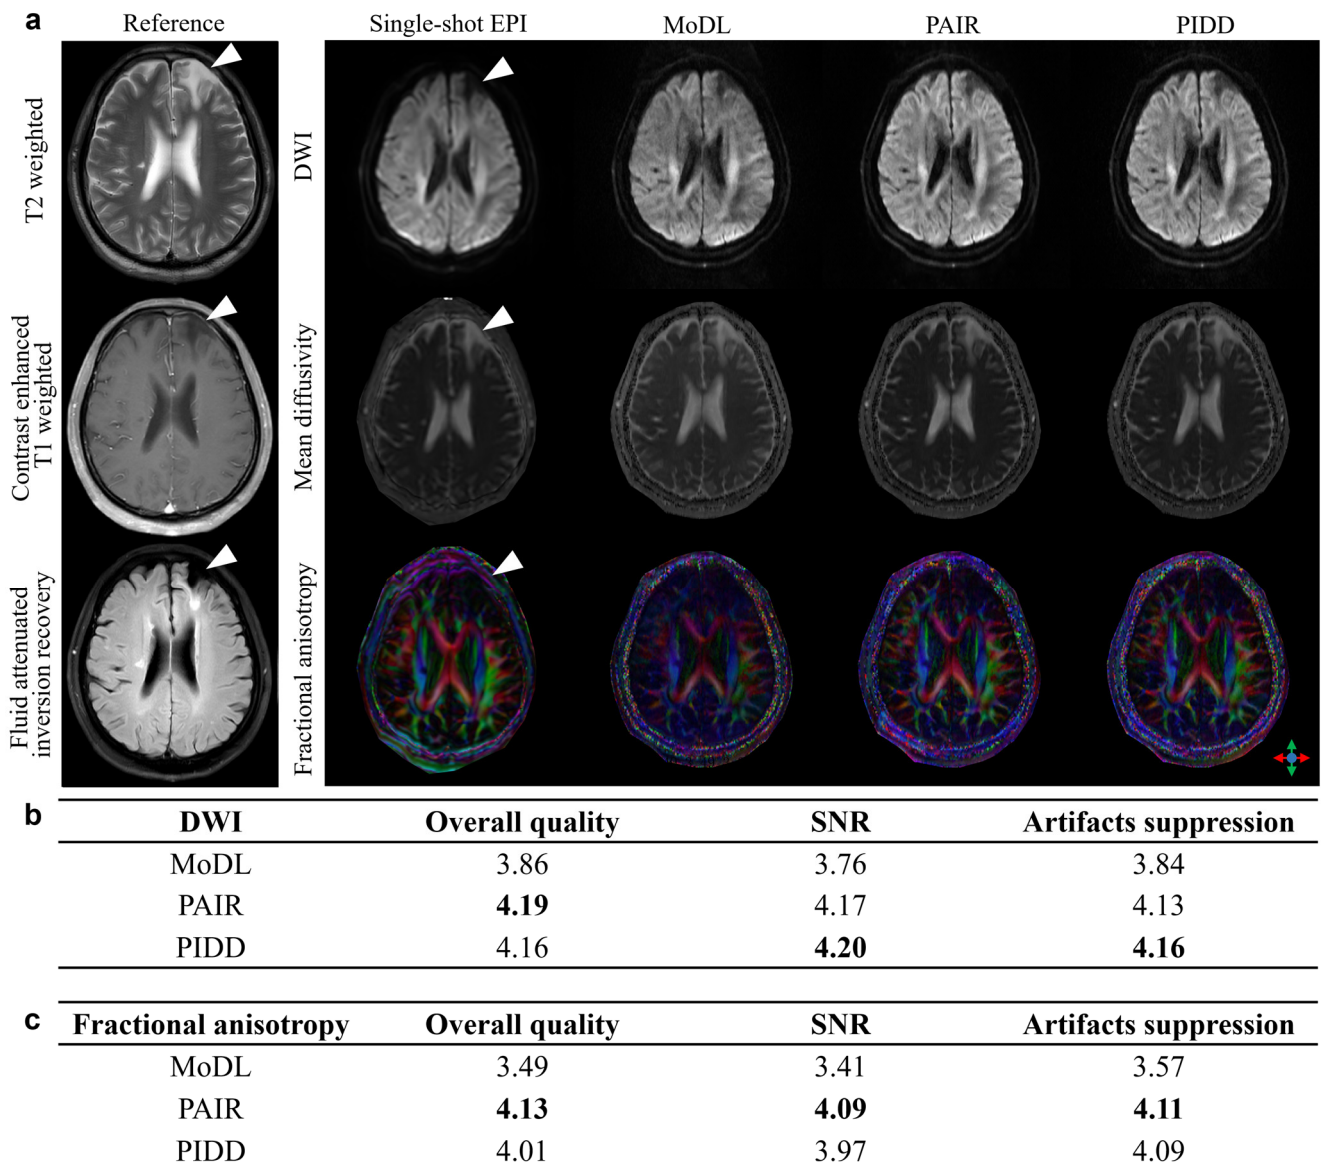 a
Reference
Single-shot EPI
MoDL
PAIR
PIDD
T2 weighted
DWI
Contrast enhanced
T1 weighted
Mean diffusivity
Fluid attenuated
inversion recovery
Fractional anisotropy
b
DWI Overall quality SNR Artifacts suppression
MoDL 3.86 3.76 3.84
PAIR 4.19 4.17 4.13
PIDD 4.16 4.20 4.16
c
Fractional anisotropy Overall quality SNR Artifacts suppression
MoDL 3.49 3.41 3.57
PAIR 4.13 4.09 4.11
PIDD 4.01 3.97 4.09